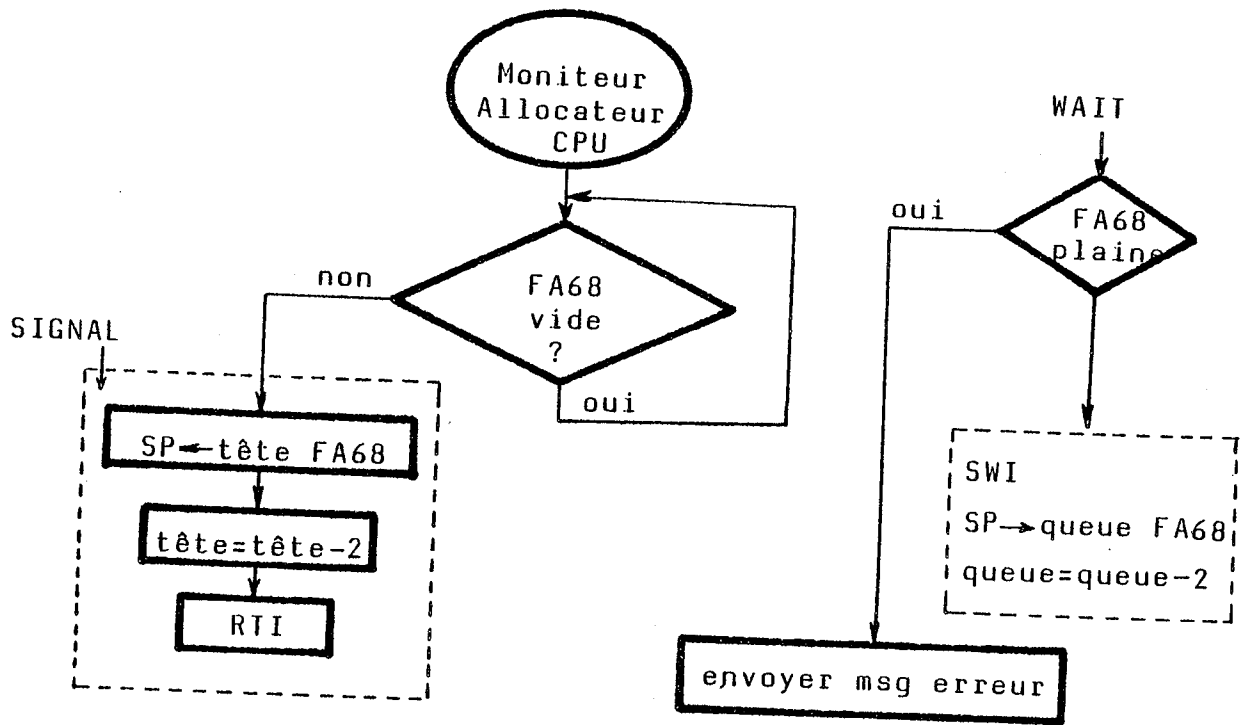 Moniteur
Allocateur
CPU
WAIT
oui
FA68
plaine
non
FA68
vide
?
SIGNAL
oui
SP←tête FA68
SWI
SP→queue FA68
tête=tête-2
queue=queue-2
RTI
envoyer msg erreur